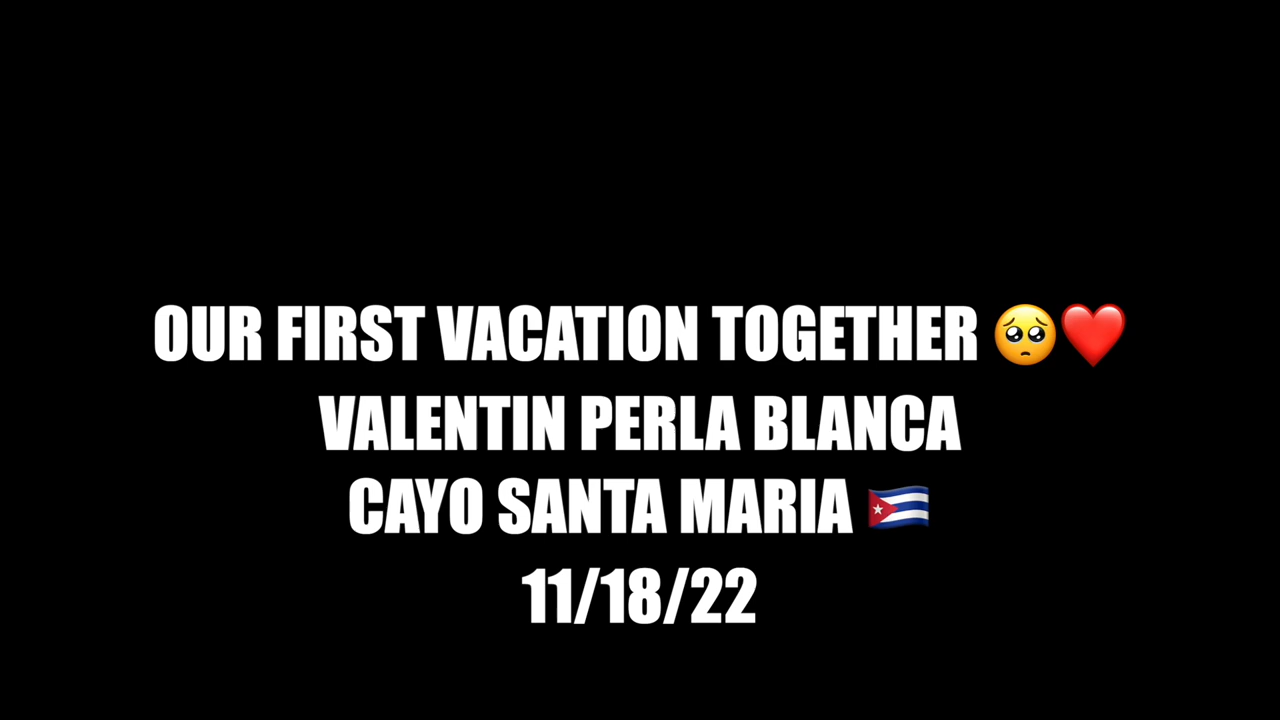 OUR FIRST VACATION TOGETHER 🥺❤️
VALENTIN PERLA BLANCA
CAYO SANTA MARIA 🇨🇺
11/18/22